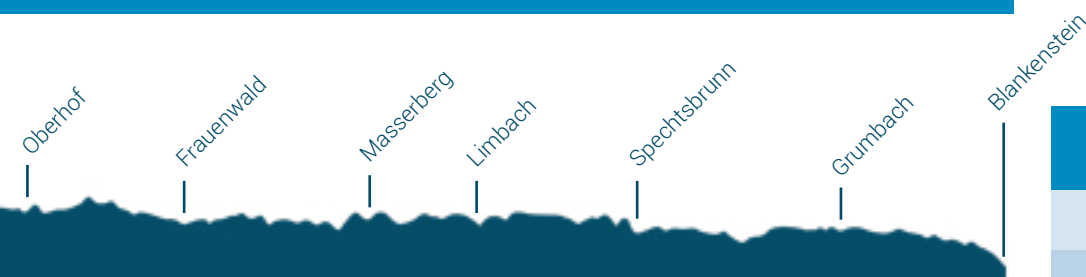 Oberhof
Frauenwald
Masserberg
Limbach
Spechtsbrunn
Grumbach
Blankenstein